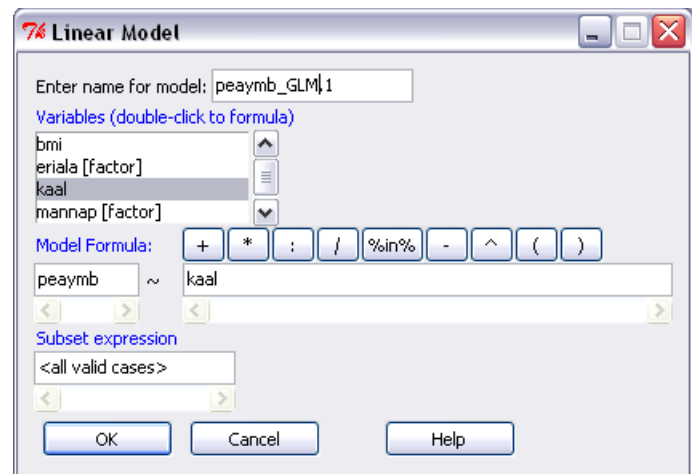 Linear Model
Enter name for model: peaymb_GLM.1
Variables (double-click to formula)
bmi
eriala [factor]
kaal
mannap [factor]
Model Formula: + * : / %in% - ^ ( )
peaymb ~ kaal
Subset expression
<all valid cases>
OK Cancel Help